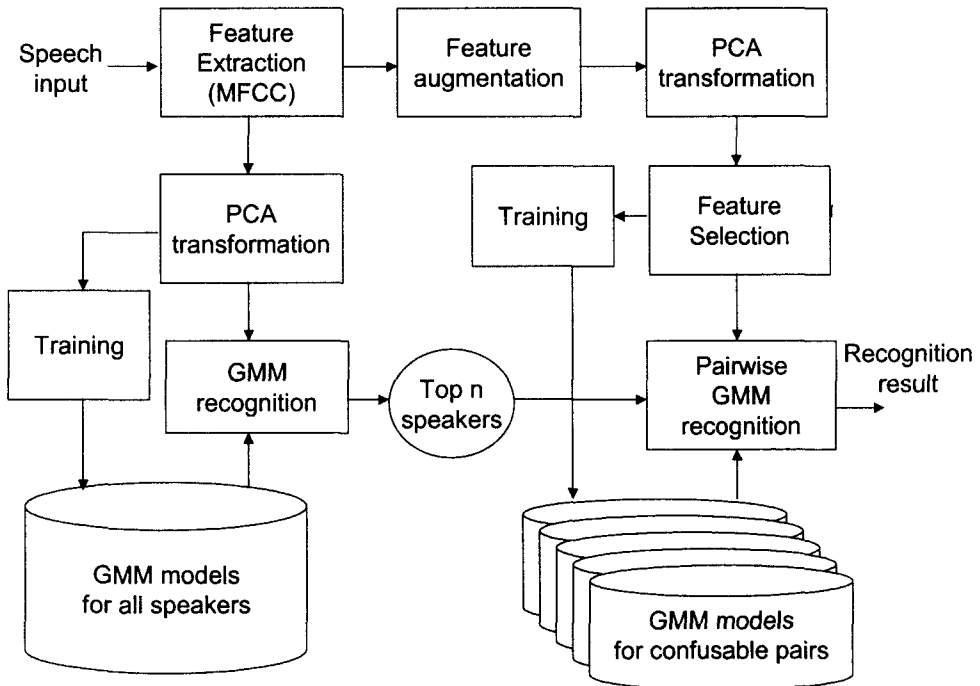 Speech
input
Feature
Extraction
(MFCC)
Feature
augmentation
PCA
transformation
PCA
transformation
Training
Feature
Selection
Training
GMM
recognition
Top n
speakers
Pairwise
GMM
recognition
Recognition
result
GMM models
for all speakers
GMM models
for confusable pairs